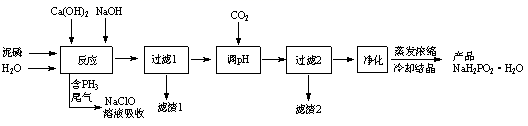 Ca(OH)₂ NaOH
CO₂
泥磷
H₂O
反应
过滤1
调pH
过滤2
净化
蒸发浓缩
冷却结晶
产品
NaH₂PO₂·H₂O
含PH₃
尾气
NaClO
溶液吸收
滤渣1
滤渣2